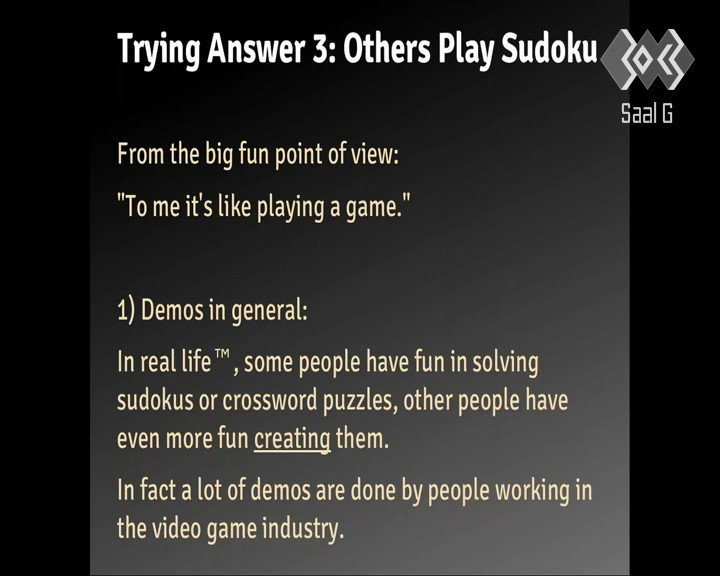 Trying Answer 3: Others Play Sudoku
Saal G
From the big fun point of view:
"To me it's like playing a game."
1) Demos in general:
In real life™, some people have fun in solving
sudokus or crossword puzzles, other people have
even more fun creating them.
In fact a lot of demos are done by people working in
the video game industry.